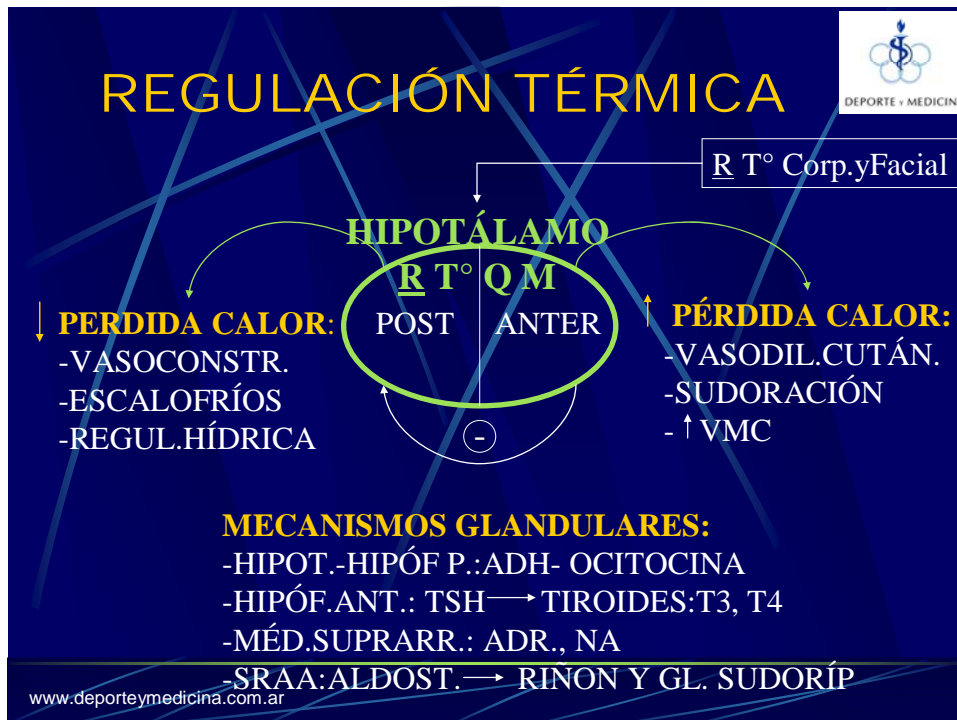 REGULACIÓN TÉRMICA
DEPORTE Y MEDICIN
R T° Corp.yFacial
HIPOTÁLAMO
R T° Q M
POST ANTER
↓ PERDIDA CALOR:
-VASOCONSTR.
-ESCALOFRÍOS
-REGUL.HÍDRICA
↑ PÉRDIDA CALOR:
-VASODIL.CUTÁN.
-SUDORACIÓN
- ↑ VMC
-
MECANISMOS GLANDULARES:
-HIPOT.-HIPÓF P.:ADH- OCITOCINA
-HIPÓF.ANT.: TSH → TIROIDES:T3, T4
-MÉD.SUPRARR.: ADR., NA
-SRAA:ALDOST. → RIÑON Y GL. SUDORÍP
www.deporteymedicina.com.ar